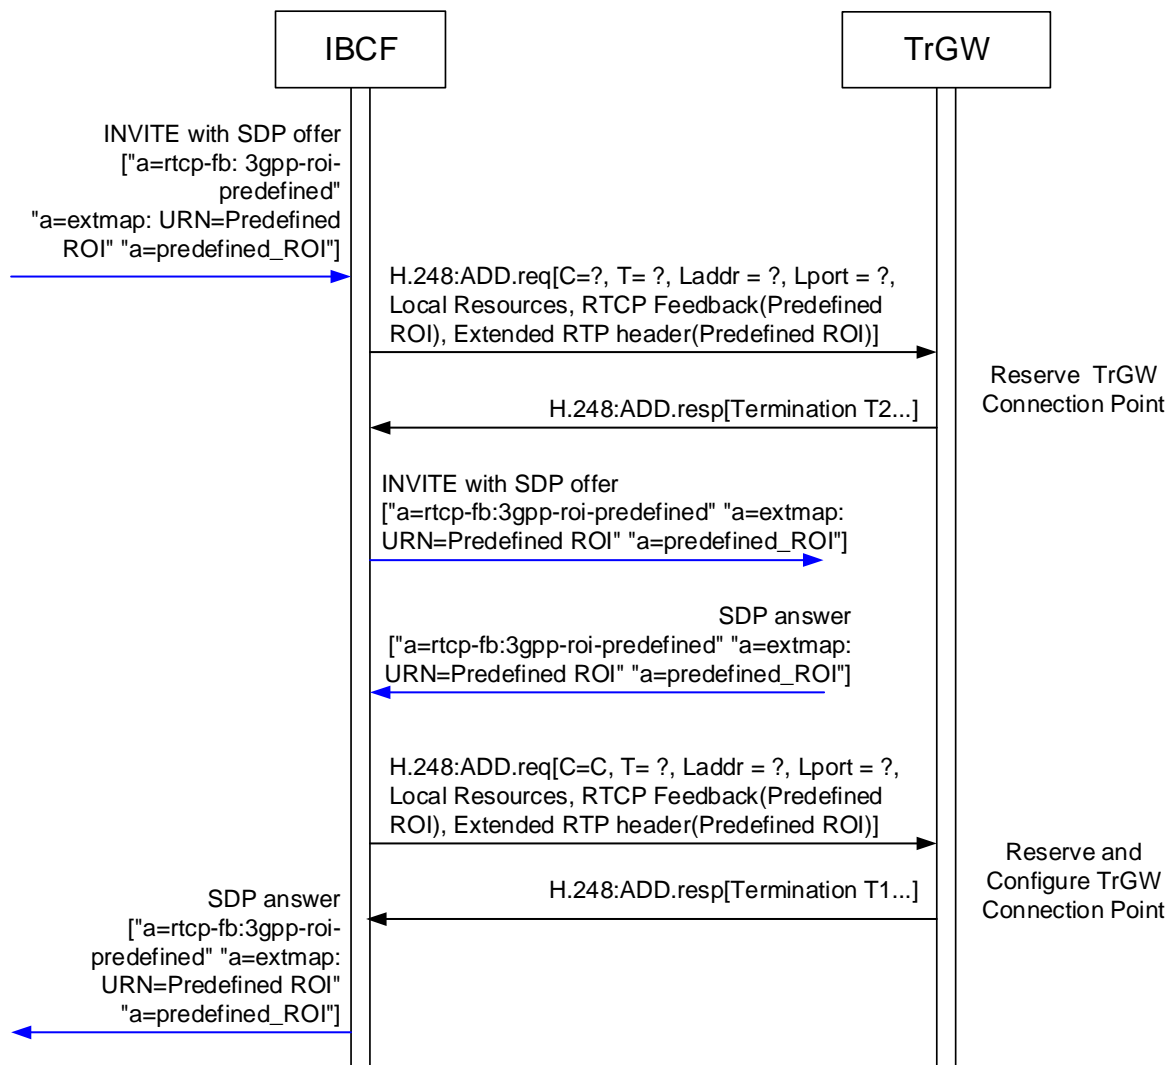 IBCF
TrGW
INVITE with SDP offer
["a=rtcp-fb: 3gpp-roi-
predefined"
"a=extmap: URN=Predefined
ROI" "a=predefined_ROI"]
H.248:ADD.req[C=?, T= ?, Laddr = ?, Lport = ?,
Local Resources, RTCP Feedback(Predefined
ROI), Extended RTP header(Predefined ROI)]
Reserve TrGW
Connection Point
H.248:ADD.resp[Termination T2...]
INVITE with SDP offer
["a=rtcp-fb:3gpp-roi-predefined" "a=extmap:
URN=Predefined ROI" "a=predefined_ROI"]
SDP answer
["a=rtcp-fb:3gpp-roi-predefined" "a=extmap:
URN=Predefined ROI" "a=predefined_ROI"]
H.248:ADD.req[C=C, T= ?, Laddr = ?, Lport = ?,
Local Resources, RTCP Feedback(Predefined
ROI), Extended RTP header(Predefined ROI)]
Reserve and
Configure TrGW
Connection Point
H.248:ADD.resp[Termination T1...]
SDP answer
["a=rtcp-fb:3gpp-roi-
predefined" "a=extmap:
URN=Predefined ROI"
"a=predefined_ROI"]